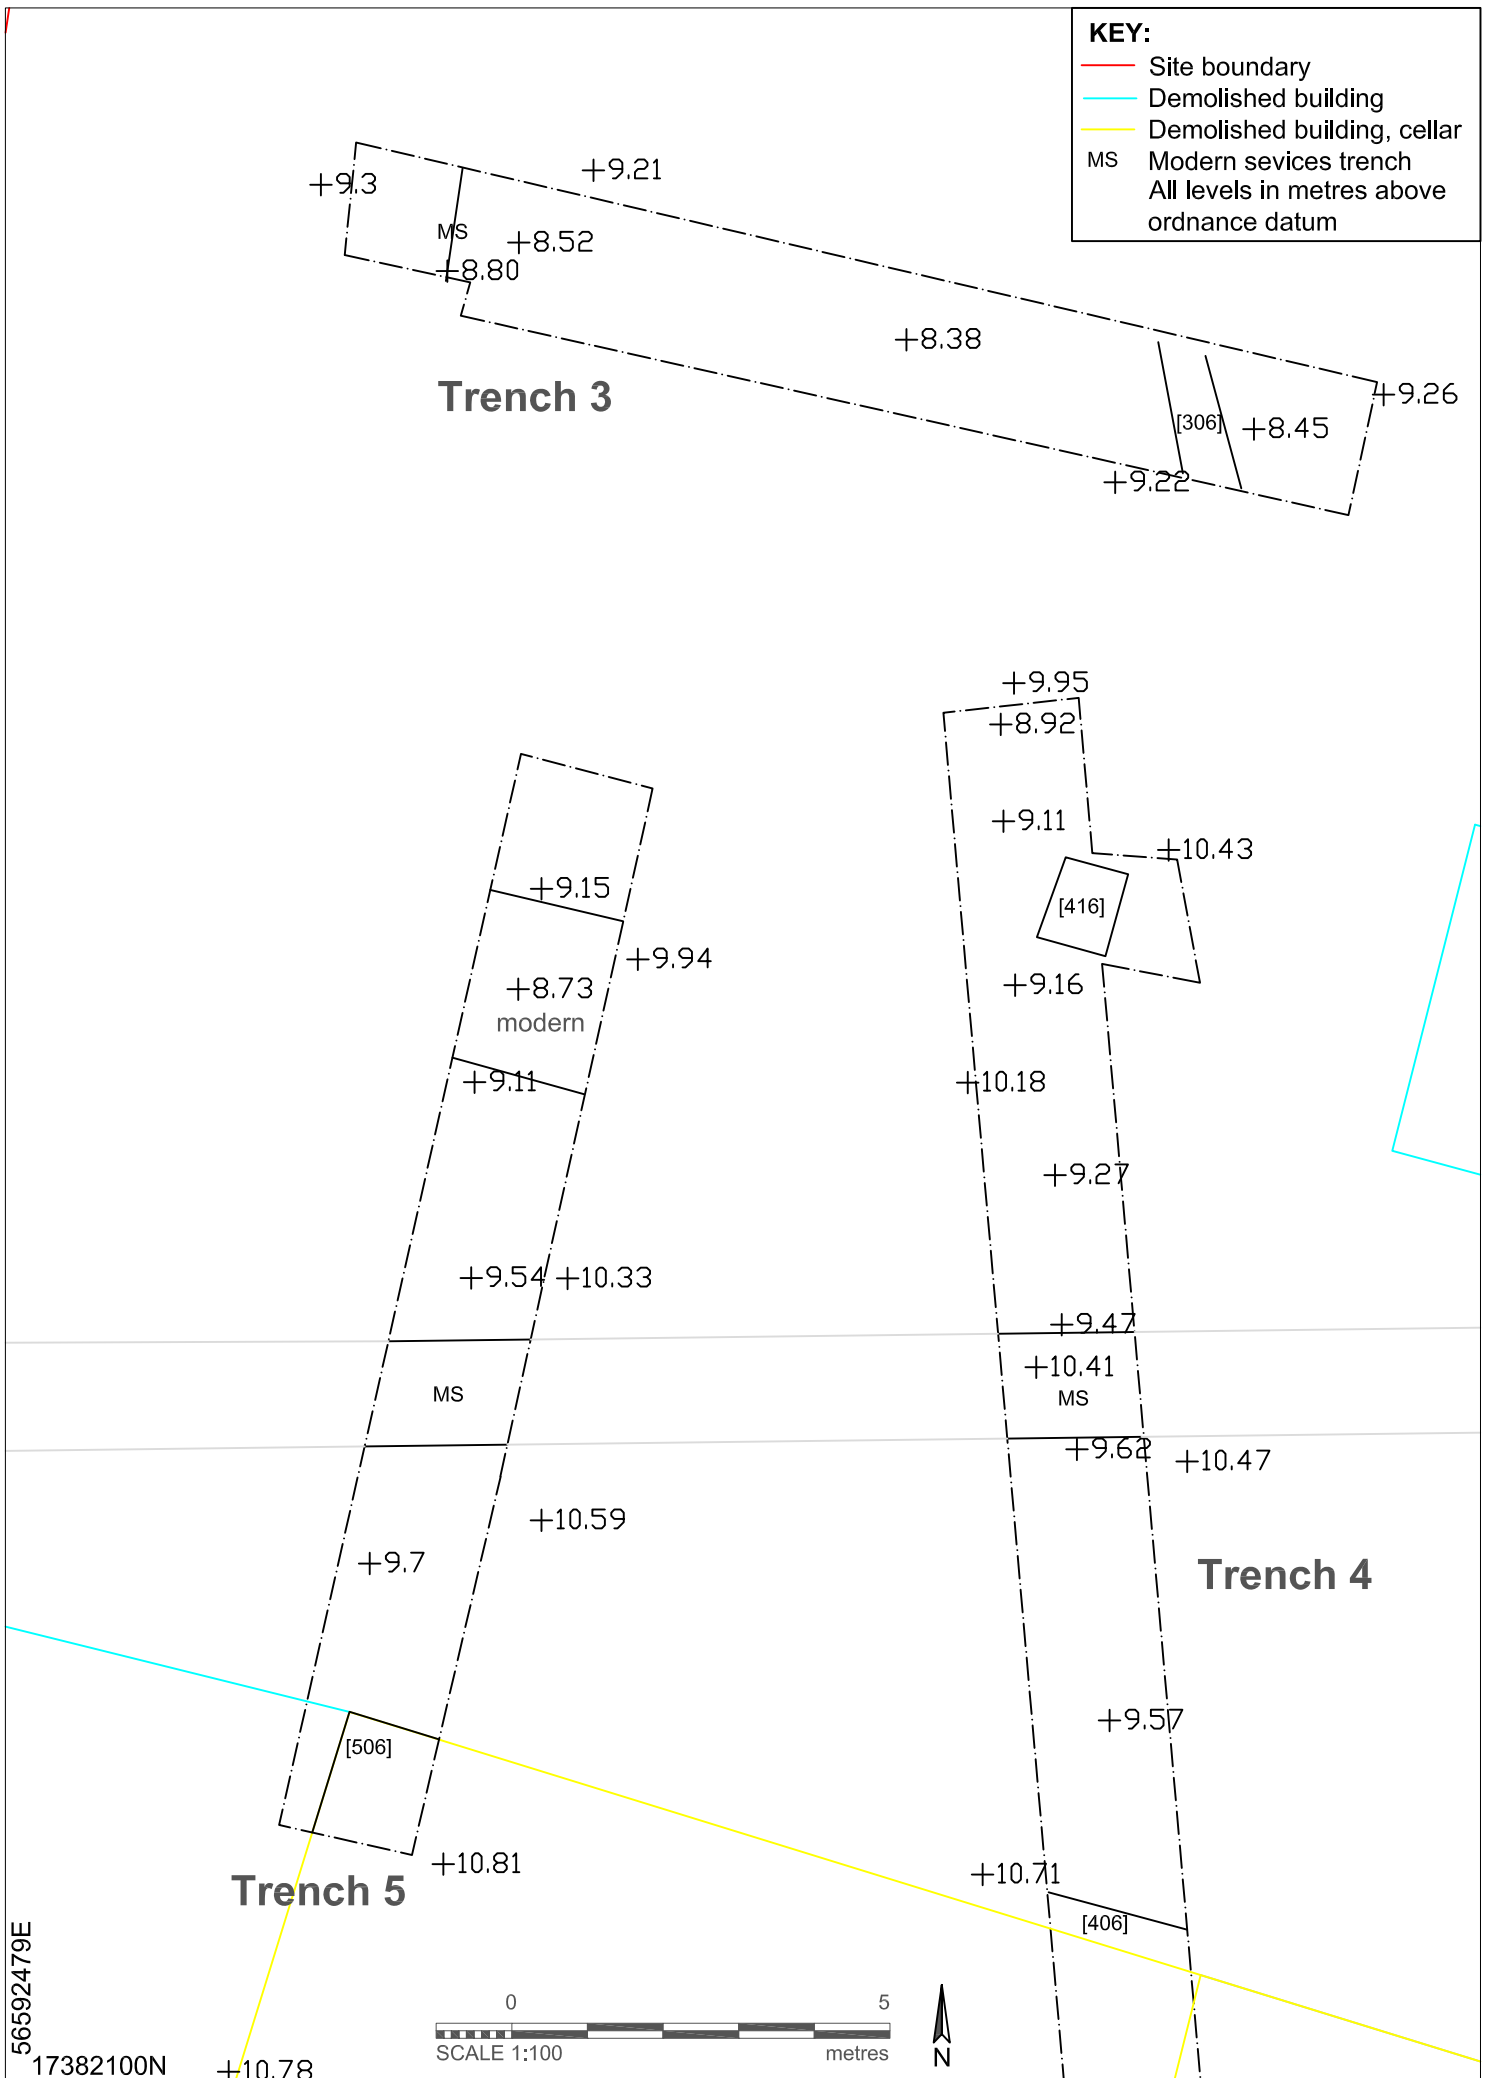 KEY:
Site boundary
Demolished building
Demolished building, cellar
MS Modern sevices trench
All levels in metres above
ordnance datum
+9.21
+9.3
MS
+8.52
+8.80
+8.38
Trench 3
+9.26
[306]
+8.45
+9.22
+9.95
+8.92
+9.11
+10.43
+9.15
[416]
+9.94
+8.73
+9.16
modern
+9.11
+10.18
+9.27
+9.54
+10.33
+9.47
+10.41
MS
MS
+9.62
+10.47
+10.59
+9.7
Trench 4
+9.57
[506]
+10.81
+10.71
Trench 5
[406]
56592479E
0 5
SCALE 1:100 metres
N
17382100N
+10.78